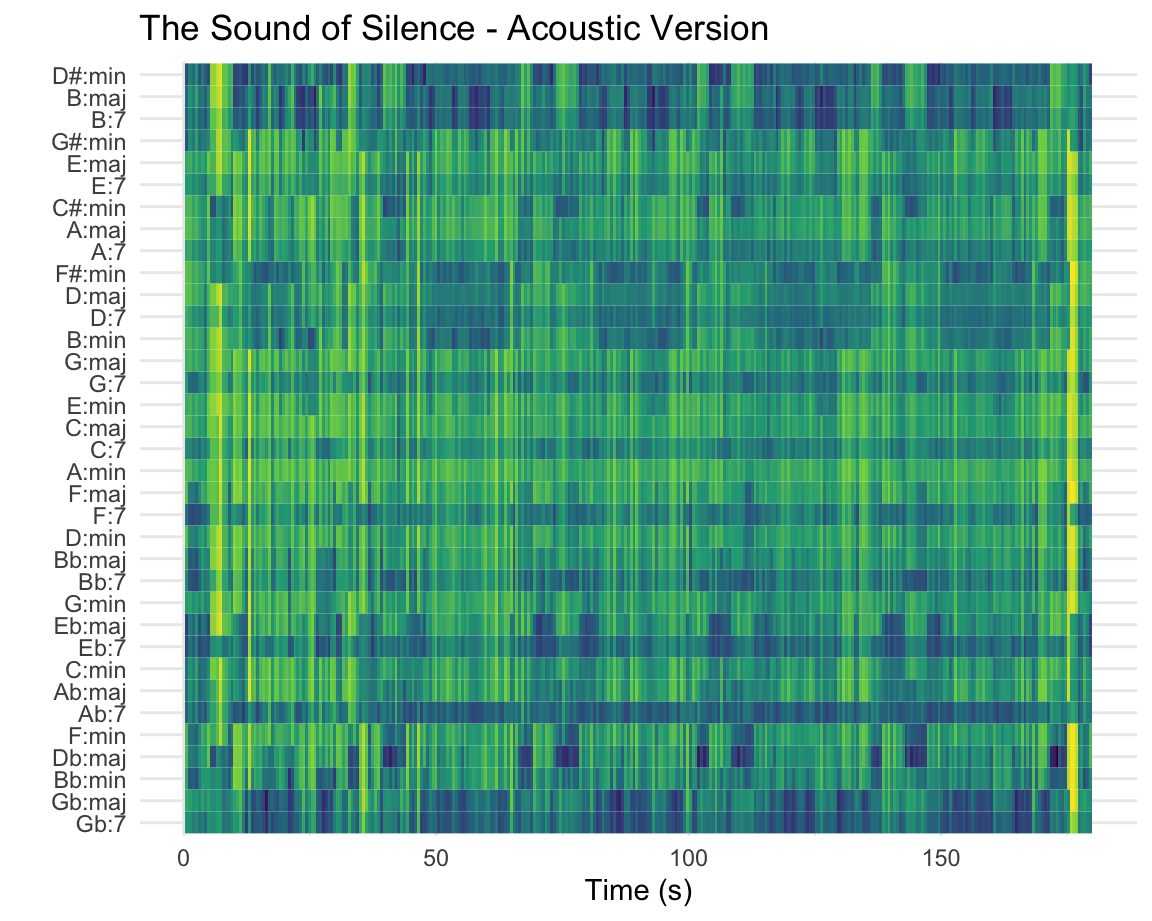 The Sound of Silence - Acoustic Version
D#:min
B:maj
B:7
G#:min
E:maj
E:7
C#:min
A:maj
A:7
F#:min
D:maj
D:7
B:min
G:maj
G:7
E:min
C:maj
C:7
A:min
F:maj
F:7
D:min
Bb:maj
Bb:7
G:min
Eb:maj
Eb:7
C:min
Ab:maj
Ab:7
F:min
Db:maj
Bb:min
Gb:maj
Gb:7
0 50 100 150
Time (s)